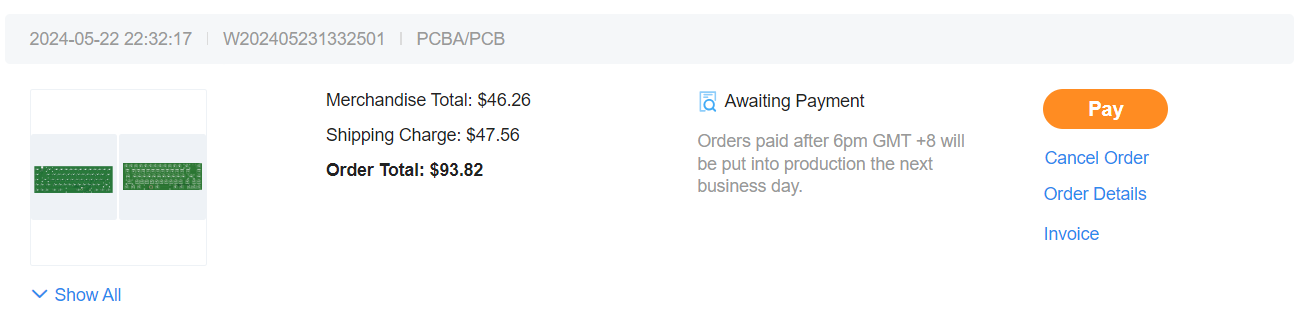 2024-05-22 22:32:17 | W202405231332501 | PCBA/PCB
Merchandise Total: $46.26
Shipping Charge: $47.56
Order Total: $93.82
Awaiting Payment
Orders paid after 6pm GMT +8 will
be put into production the next
business day.
Pay
Cancel Order
Order Details
Invoice
Show All